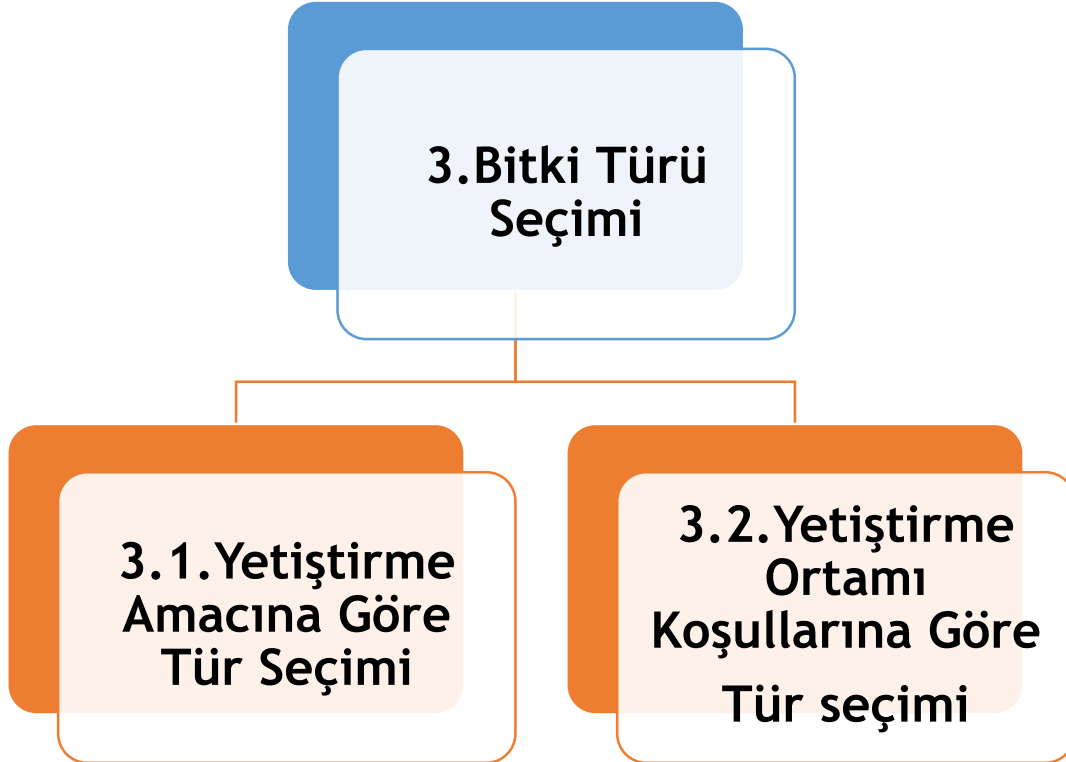 3.Bitki Türü
Seçimi
3.1.Yetiştirme
Amacına Göre
Tür Seçimi
3.2.Yetiştirme
Ortamı
Koşullarına Göre
Tür seçimi